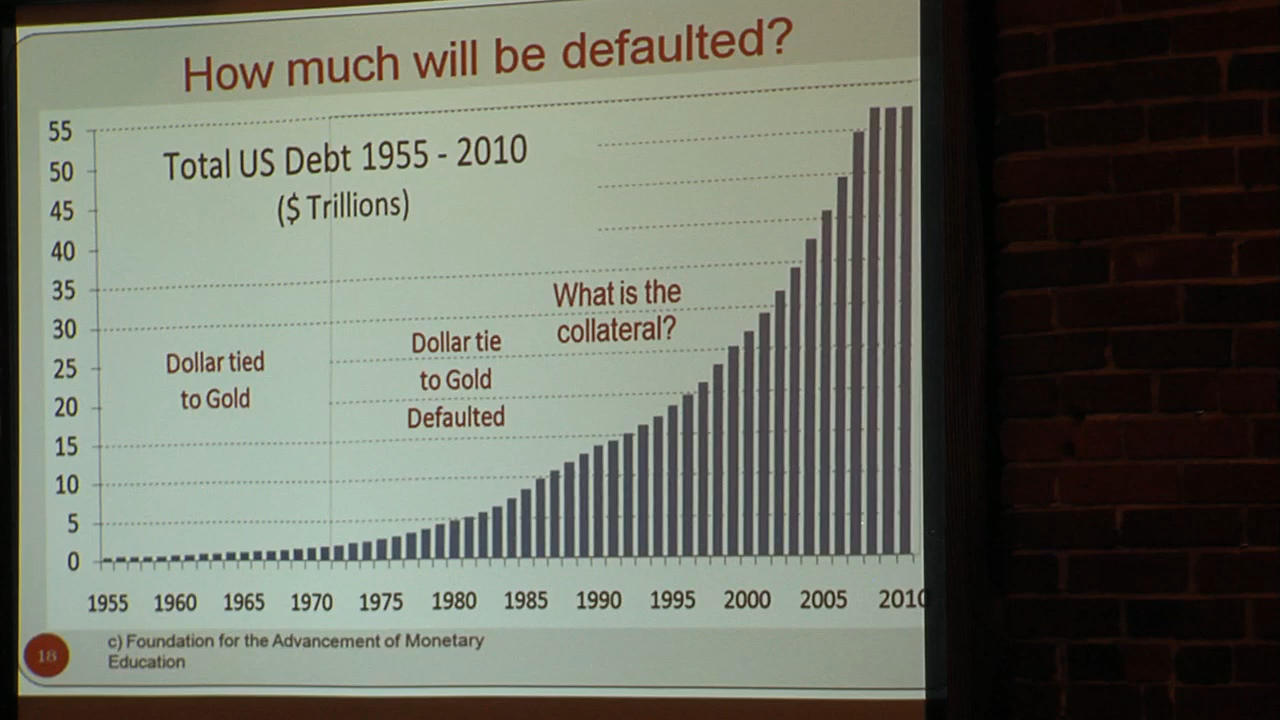 How much will be defaulted?
Total US Debt 1955 - 2010
($ Trillions)
55
50
45
40
35
30
25
20
15
10
5
0
What is the
collateral?
Dollar tied
to Gold
Dollar tie
to Gold
Defaulted
1955 1960 1965 1970 1975 1980 1985 1990 1995 2000 2005 2010
18
c) Foundation for the Advancement of Monetary
Education